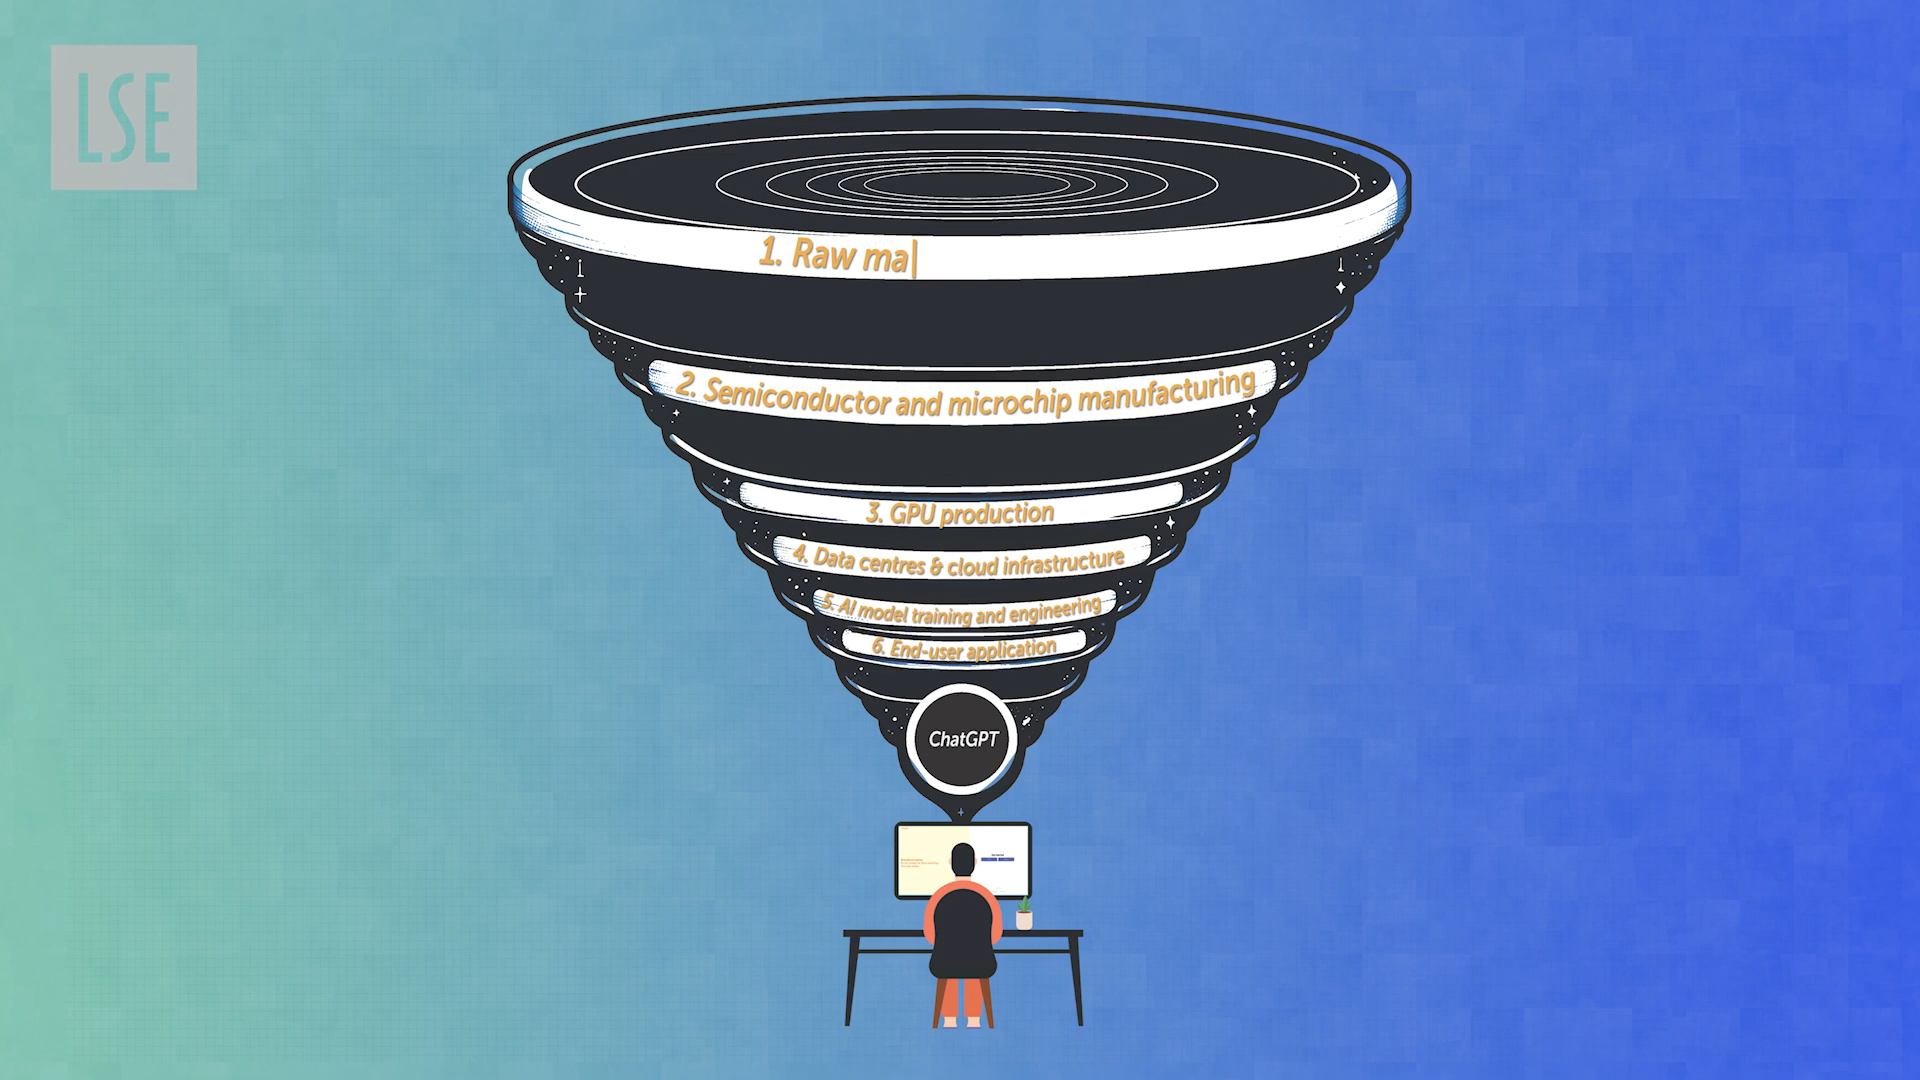 LSE
1. Raw ma
2. Semiconductor and microchip manufacturing
3. GPU production
4. Data centres & cloud infrastructure
5. AI model training and engineering
6. End-user application
ChatGPT